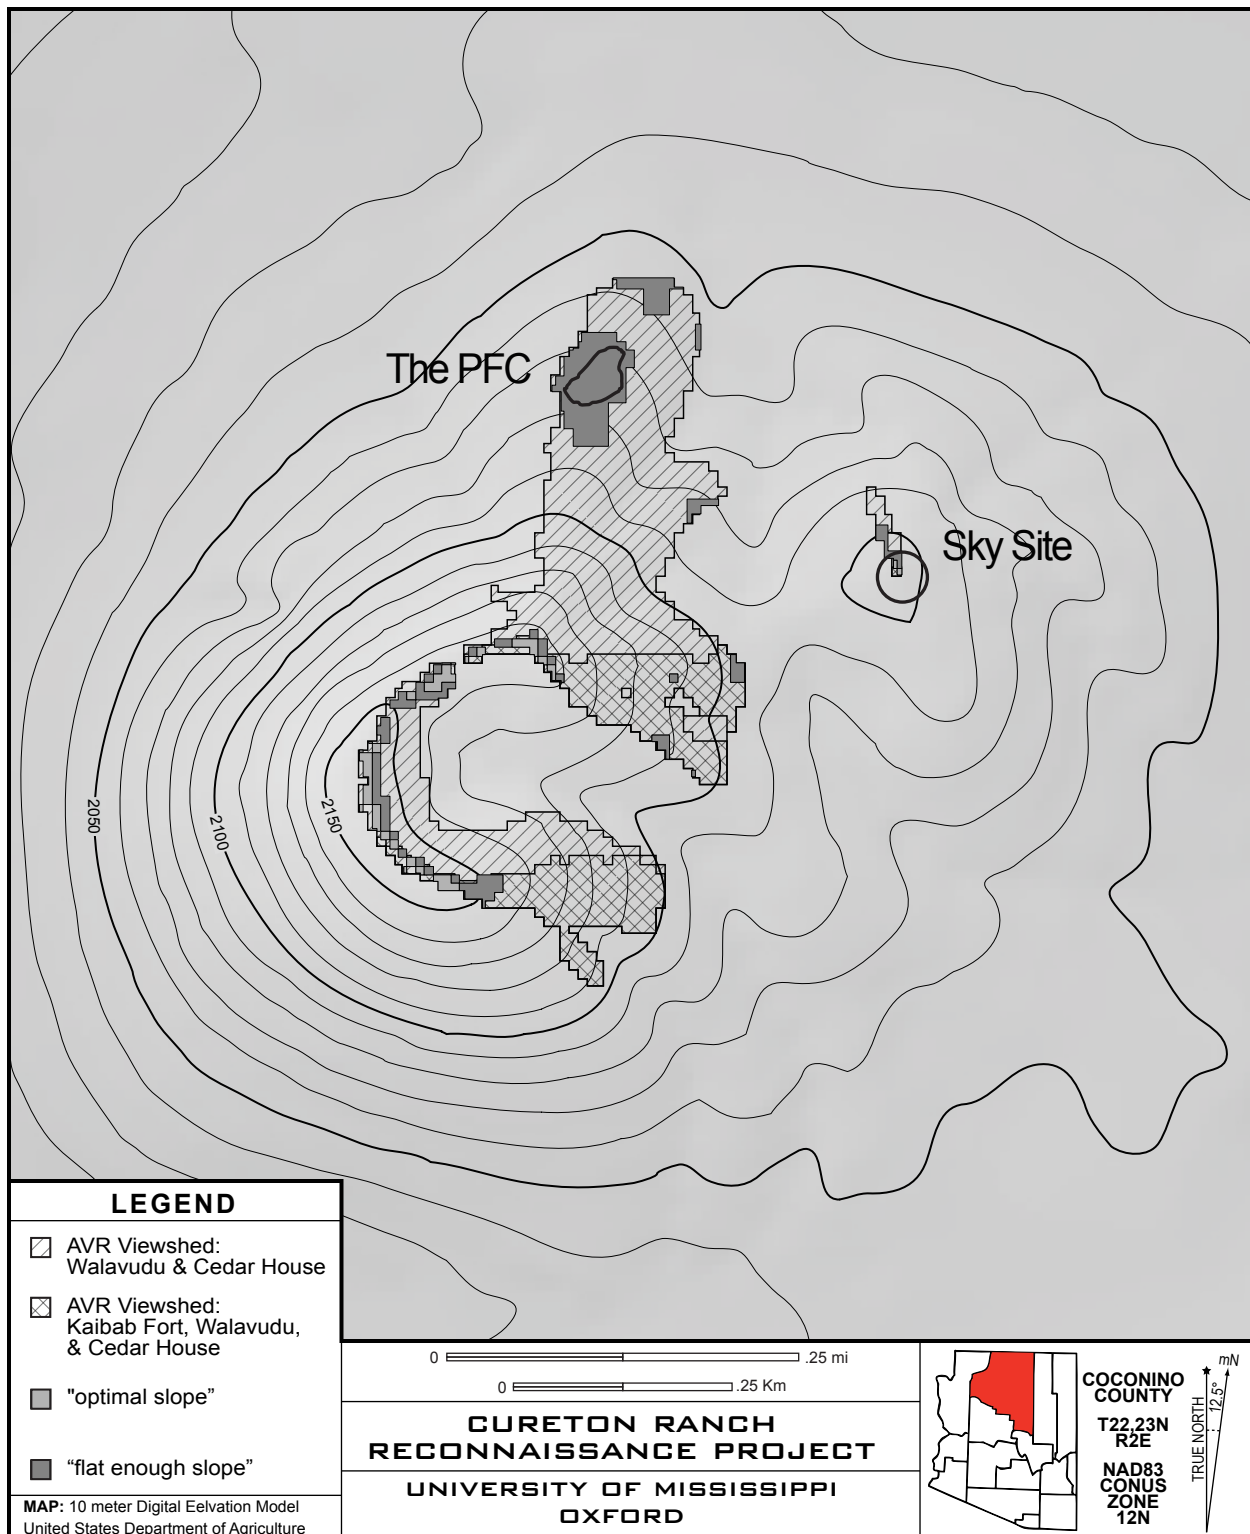 The PFC
Sky Site
2050
2100
2150
LEGEND
AVR Viewshed:
Walavudu & Cedar House
AVR Viewshed:
Kaibab Fort, Walavudu,
& Cedar House
"optimal slope”
“flat enough slope”
MAP: 10 meter Digital Eelvation Model
United States Department of Agriculture
0 .25 mi
0 .25 Km
CURETON RANCH
RECONNAISSANCE PROJECT
UNIVERSITY OF MISSISSIPPI
OXFORD
COCONINO
COUNTY
T22,23N
R2E
NAD83
CONUS
ZONE
12N
TRUE NORTH
12.5°
mN